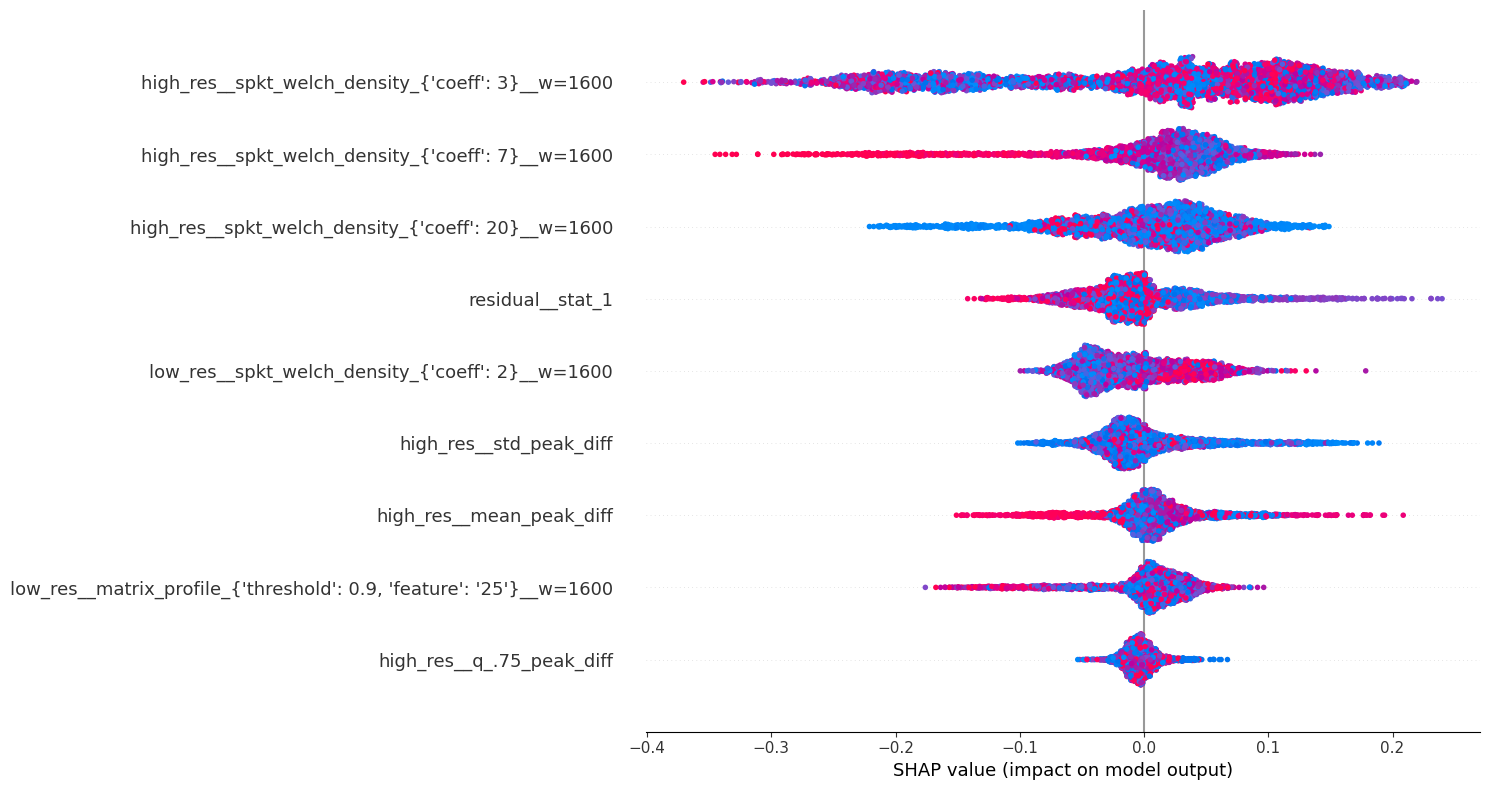 high_res__spkt_welch_density_{'coeff': 3}__w=1600
high_res__spkt_welch_density_{'coeff': 7}__w=1600
high_res__spkt_welch_density_{'coeff': 20}__w=1600
residual__stat_1
low_res__spkt_welch_density_{'coeff': 2}__w=1600
high_res__std_peak_diff
high_res__mean_peak_diff
low_res__matrix_profile_{'threshold': 0.9, 'feature': '25'}__w=1600
high_res__q_.75_peak_diff
−0.4 −0.3 −0.2 −0.1 0.0 0.1 0.2
SHAP value (impact on model output)